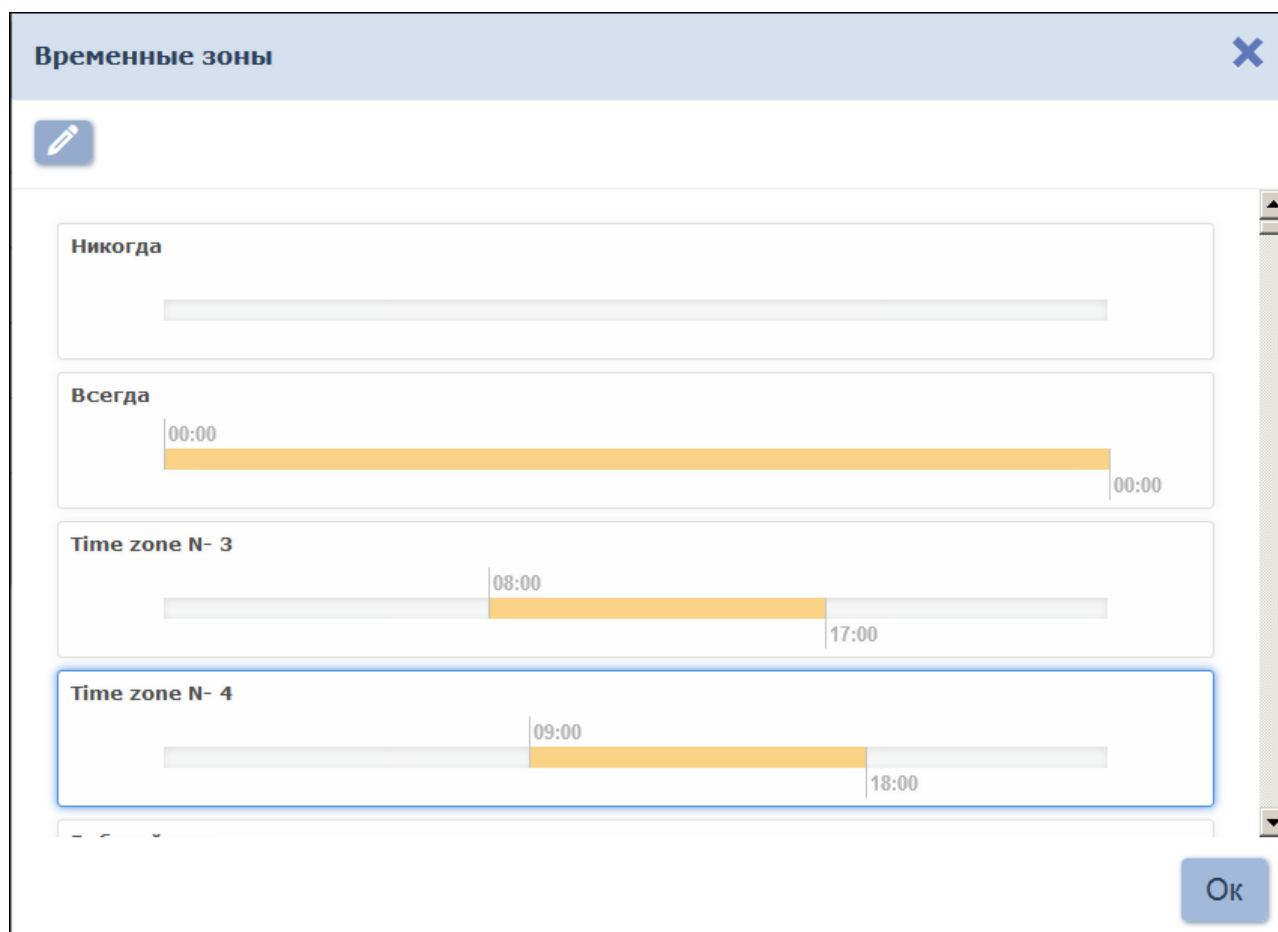 Временные зоны
Никогда
Всегда
00:00
00:00
Time zone N- 3
08:00
17:00
Time zone N- 4
09:00
18:00
Ок